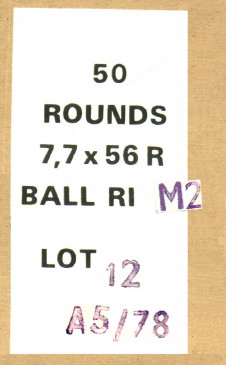 50
ROUNDS
7,7 x 56 R
BALL RI M2
LOT 12
A5/78